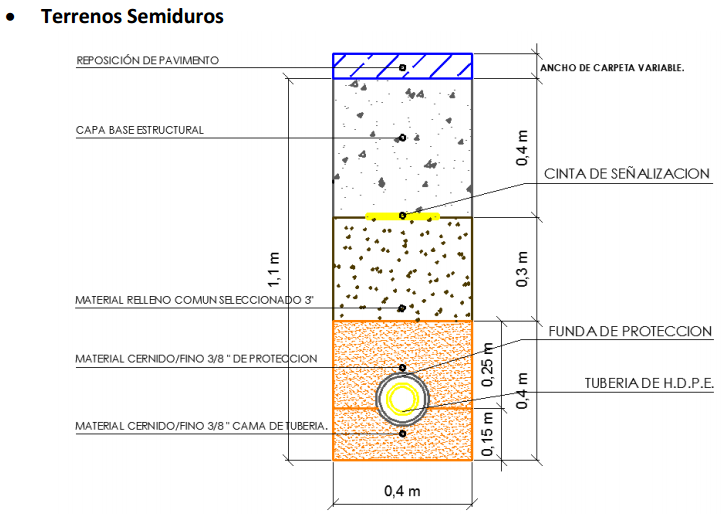 • Terrenos Semiduros
REPOSICIÓN DE PAVIMENTO
ANCHO DE CARPETA VARIABLE.
CAPA BASE ESTRUCTURAL
0,4 m
CINTA DE SEÑALIZACION
1,1 m
0,3 m
MATERIAL RELLENO COMUN SELECCIONADO 3"
FUNDA DE PROTECCION
MATERIAL CERNIDO/FINO 3/8 " DE PROTECCION
0,25 m
0,4 m
TUBERIA DE H.D.P.E.
MATERIAL CERNIDO/FINO 3/8 " CAMA DE TUBERIA.
0,15 m
0,4 m